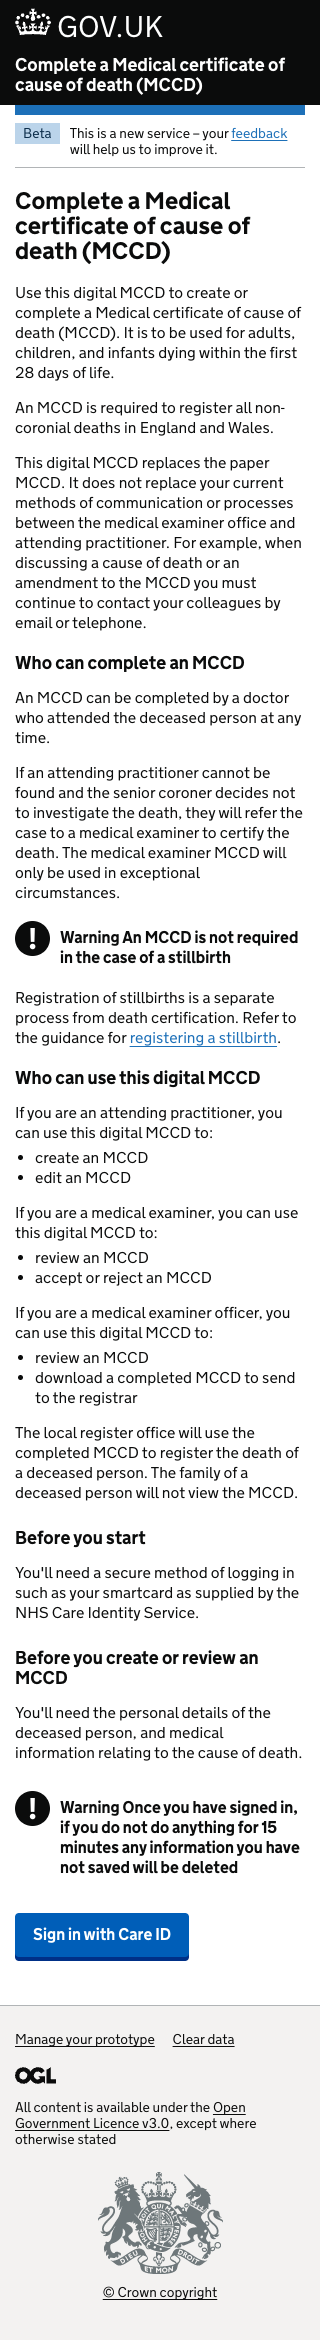 GOV.UK
Complete a Medical certificate of
cause of death (MCCD)
Beta
This is a new service – your feedback
will help us to improve it.
Complete a Medical
certificate of cause of
death (MCCD)
Use this digital MCCD to create or
complete a Medical certificate of cause of
death (MCCD). It is to be used for adults,
children, and infants dying within the first
28 days of life.
An MCCD is required to register all non-
coronial deaths in England and Wales.
This digital MCCD replaces the paper
MCCD. It does not replace your current
methods of communication or processes
between the medical examiner office and
attending practitioner. For example, when
discussing a cause of death or an
amendment to the MCCD you must
continue to contact your colleagues by
email or telephone.
Who can complete an MCCD
An MCCD can be completed by a doctor
who attended the deceased person at any
time.
If an attending practitioner cannot be
found and the senior coroner decides not
to investigate the death, they will refer the
case to a medical examiner to certify the
death. The medical examiner MCCD will
only be used in exceptional
circumstances.
! Warning An MCCD is not required
in the case of a stillbirth
Registration of stillbirths is a separate
process from death certification. Refer to
the guidance for registering a stillbirth.
Who can use this digital MCCD
If you are an attending practitioner, you
can use this digital MCCD to:
• create an MCCD
• edit an MCCD
If you are a medical examiner, you can use
this digital MCCD to:
• review an MCCD
• accept or reject an MCCD
If you are a medical examiner officer, you
can use this digital MCCD to:
• review an MCCD
• download a completed MCCD to send
to the registrar
The local register office will use the
completed MCCD to register the death of
a deceased person. The family of a
deceased person will not view the MCCD.
Before you start
You'll need a secure method of logging in
such as your smartcard as supplied by the
NHS Care Identity Service.
Before you create or review an
MCCD
You'll need the personal details of the
deceased person, and medical
information relating to the cause of death.
! Warning Once you have signed in,
if you do not do anything for 15
minutes any information you have
not saved will be deleted
Sign in with Care ID
Manage your prototype Clear data
OGL
All content is available under the Open
Government Licence v3.0, except where
otherwise stated
DIEU ET MON DROIT
© Crown copyright